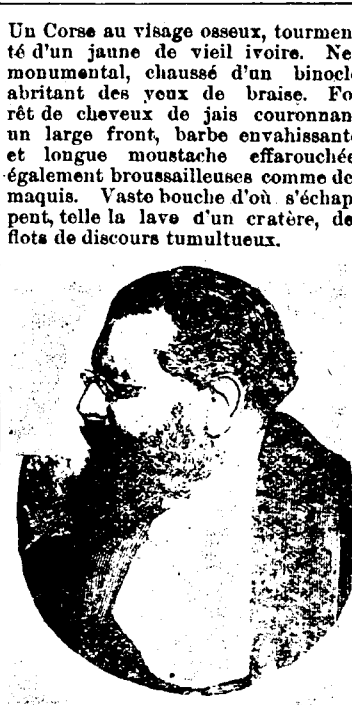 Un Corse au visage osseux, tourmen
té d'un jaune de vieil ivoire. Ne
monumental, chaussé d'un binocl
abritant des yeux de braise. Fo
rêt de cheveux de jais couronnan
un large front, barbe envahissant
et longue moustache effarouchée
également broussailleuses comme de
maquis. Vaste bouche d'où s'échap
pent, telle la lave d'un cratère, de
flots de discours tumultueux.